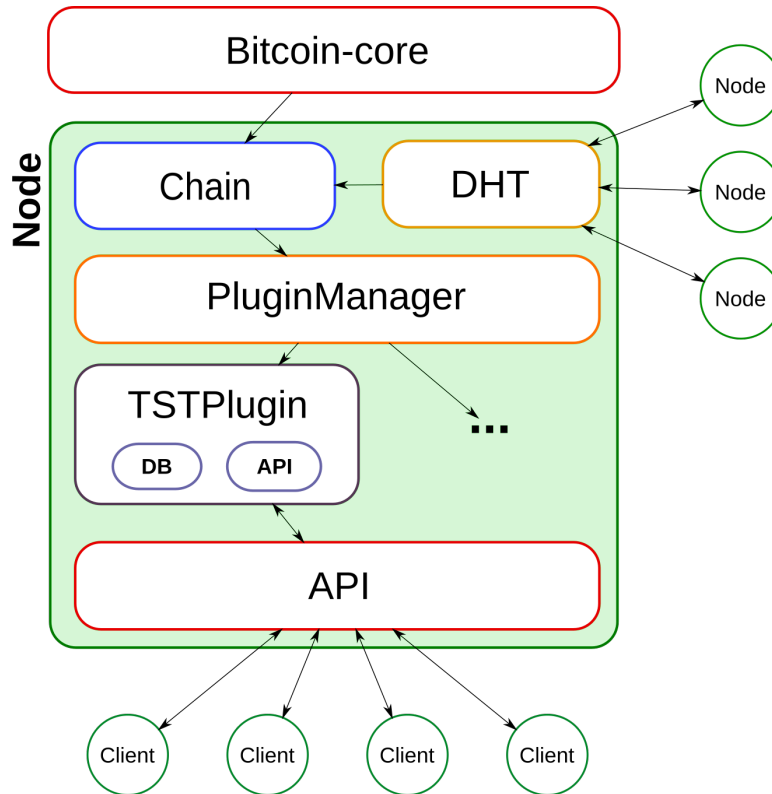 Bitcoin-core
Node
Node
Chain
DHT
Node
PluginManager
Node
TSTPlugin
...
DB
API
API
Client
Client
Client
Client